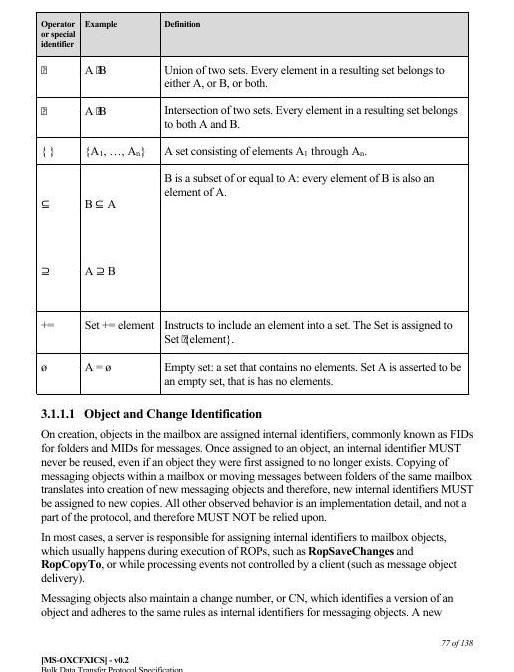 Operator or special identifier Example Definition
⍰ A ⍰B Union of two sets. Every element in a resulting set belongs to
either A, or B, or both.
⍰ A ⍰B Intersection of two sets. Every element in a resulting set belongs
to both A and B.
{ } {A₁, …, Aₙ} A set consisting of elements A₁ through Aₙ.
B is a subset of or equal to A: every element of B is also an
element of A.
⊆ B ⊆ A
⊇ A ⊇ B
+= Set += element Instructs to include an element into a set. The Set is assigned to
Set ⍰{element}.
ø A = ø Empty set: a set that contains no elements. Set A is asserted to be
an empty set, that is has no elements.
3.1.1.1 Object and Change Identification
On creation, objects in the mailbox are assigned internal identifiers, commonly known as FIDs
for folders and MIDs for messages. Once assigned to an object, an internal identifier MUST
never be reused, even if an object they were first assigned to no longer exists. Copying of
messaging objects within a mailbox or moving messages between folders of the same mailbox
translates into creation of new messaging objects and therefore, new internal identifiers MUST
be assigned to new copies. All other observed behavior is an implementation detail, and not a
part of the protocol, and therefore MUST NOT be relied upon.
In most cases, a server is responsible for assigning internal identifiers to mailbox objects,
which usually happens during execution of ROPs, such as RopSaveChanges and
RopCopyTo, or while processing events not controlled by a client (such as message object
delivery).
Messaging objects also maintain a change number, or CN, which identifies a version of an
object and adheres to the same rules as internal identifiers for messaging objects. A new
77 of 138
[MS-OXCFXICS] - v0.2
Bulk Data Transfer Protocol Specification